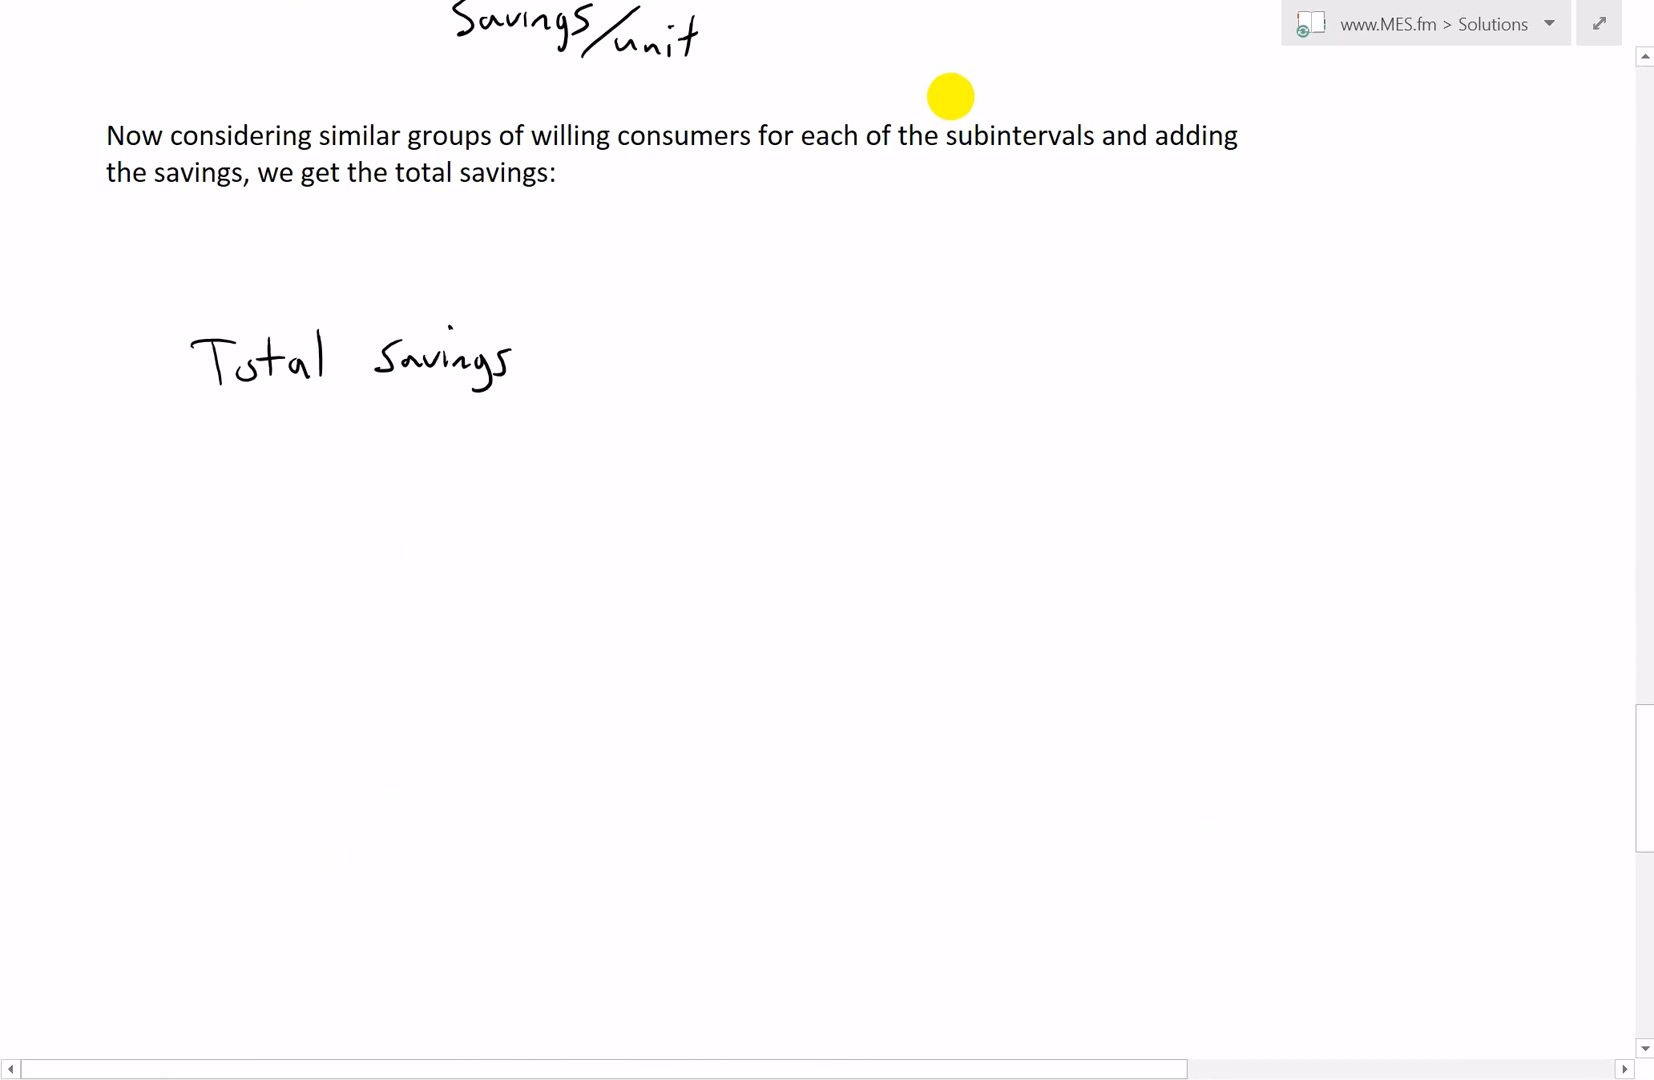 Savings/unit
www.MES.fm > Solutions
Now considering similar groups of willing consumers for each of the subintervals and adding
the savings, we get the total savings:
Total savings